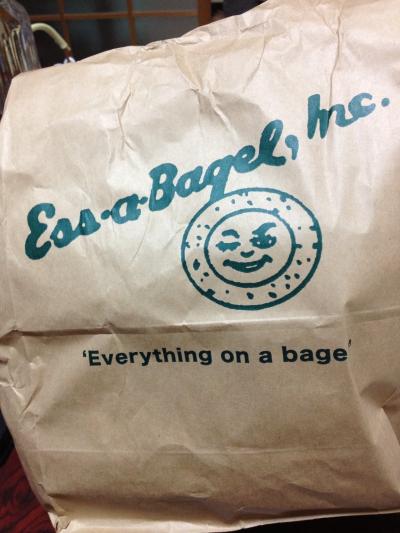 Ess-a-Bagel, Inc.
'Everything on a bage'